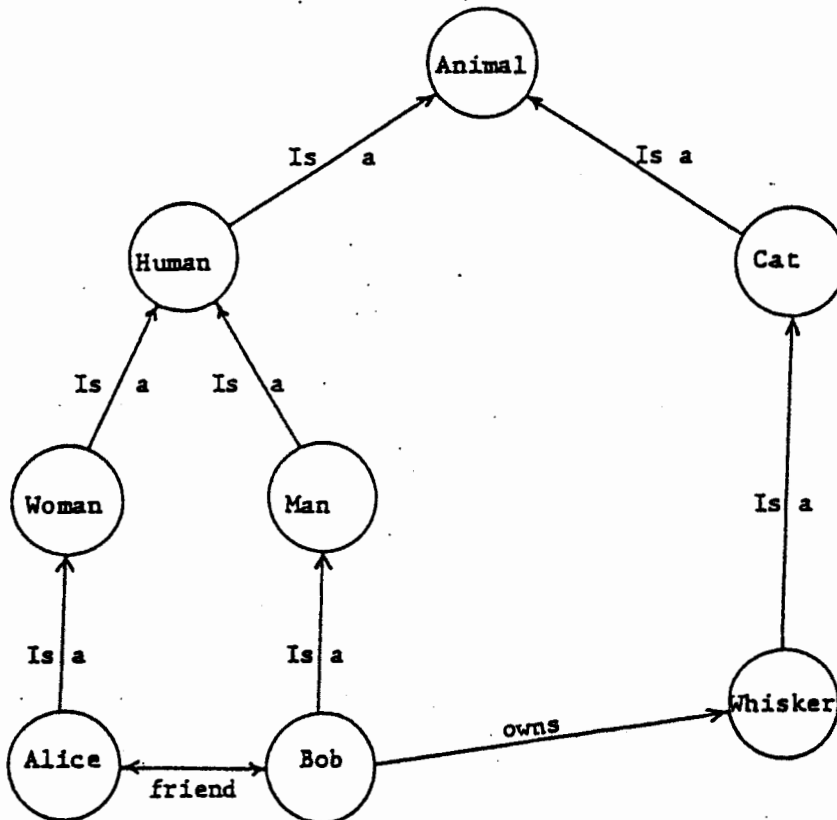 Animal
Is a
Is a
Human
Cat
Is a
Is a
Woman
Man
Is a
Is a
Is a
Whisker
owns
Alice
Bob
friend